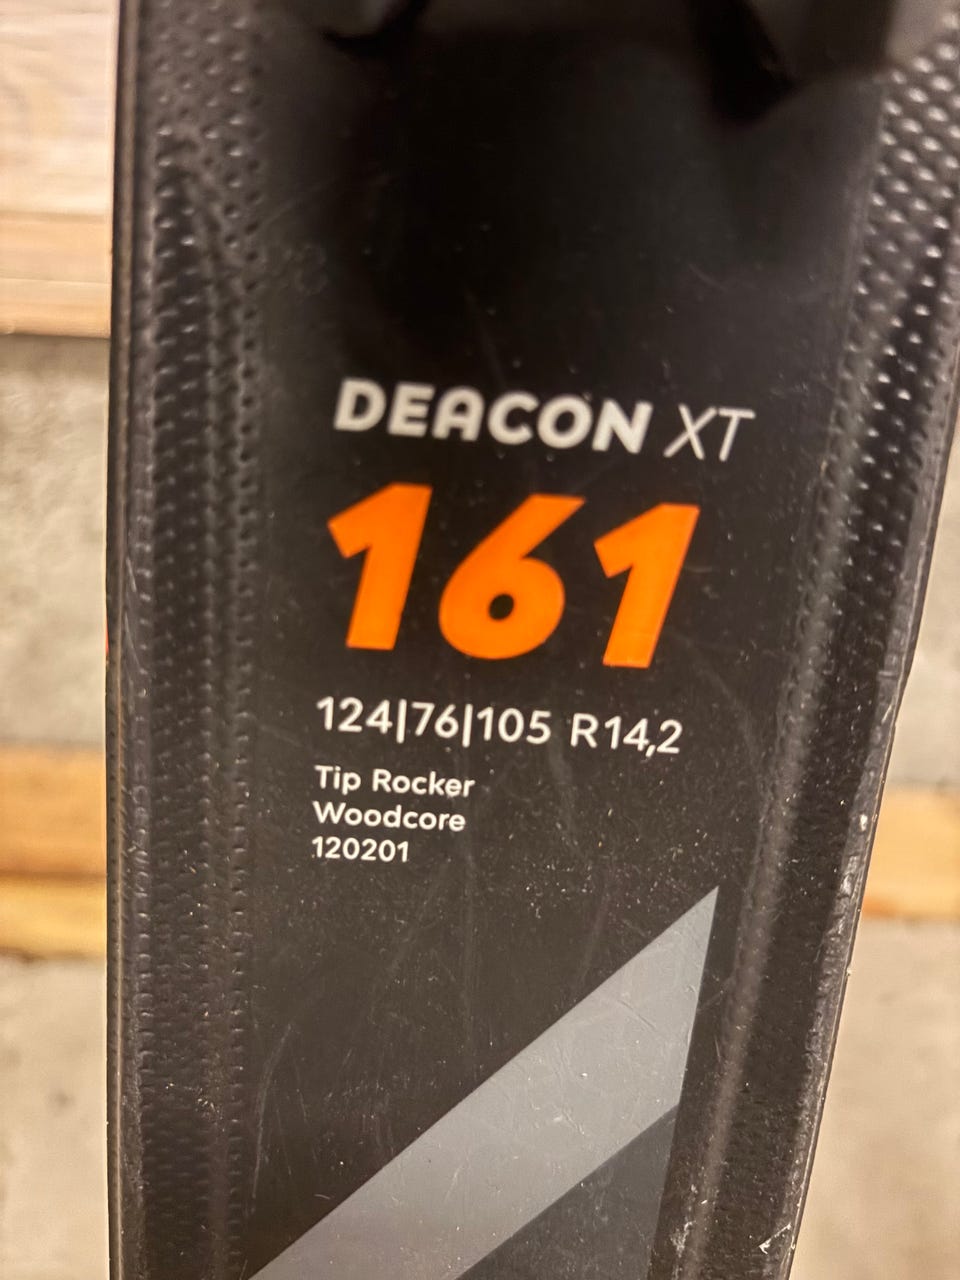 DEACON XT
161
124|76|105 R14,2
Tip Rocker
Woodcore
120201